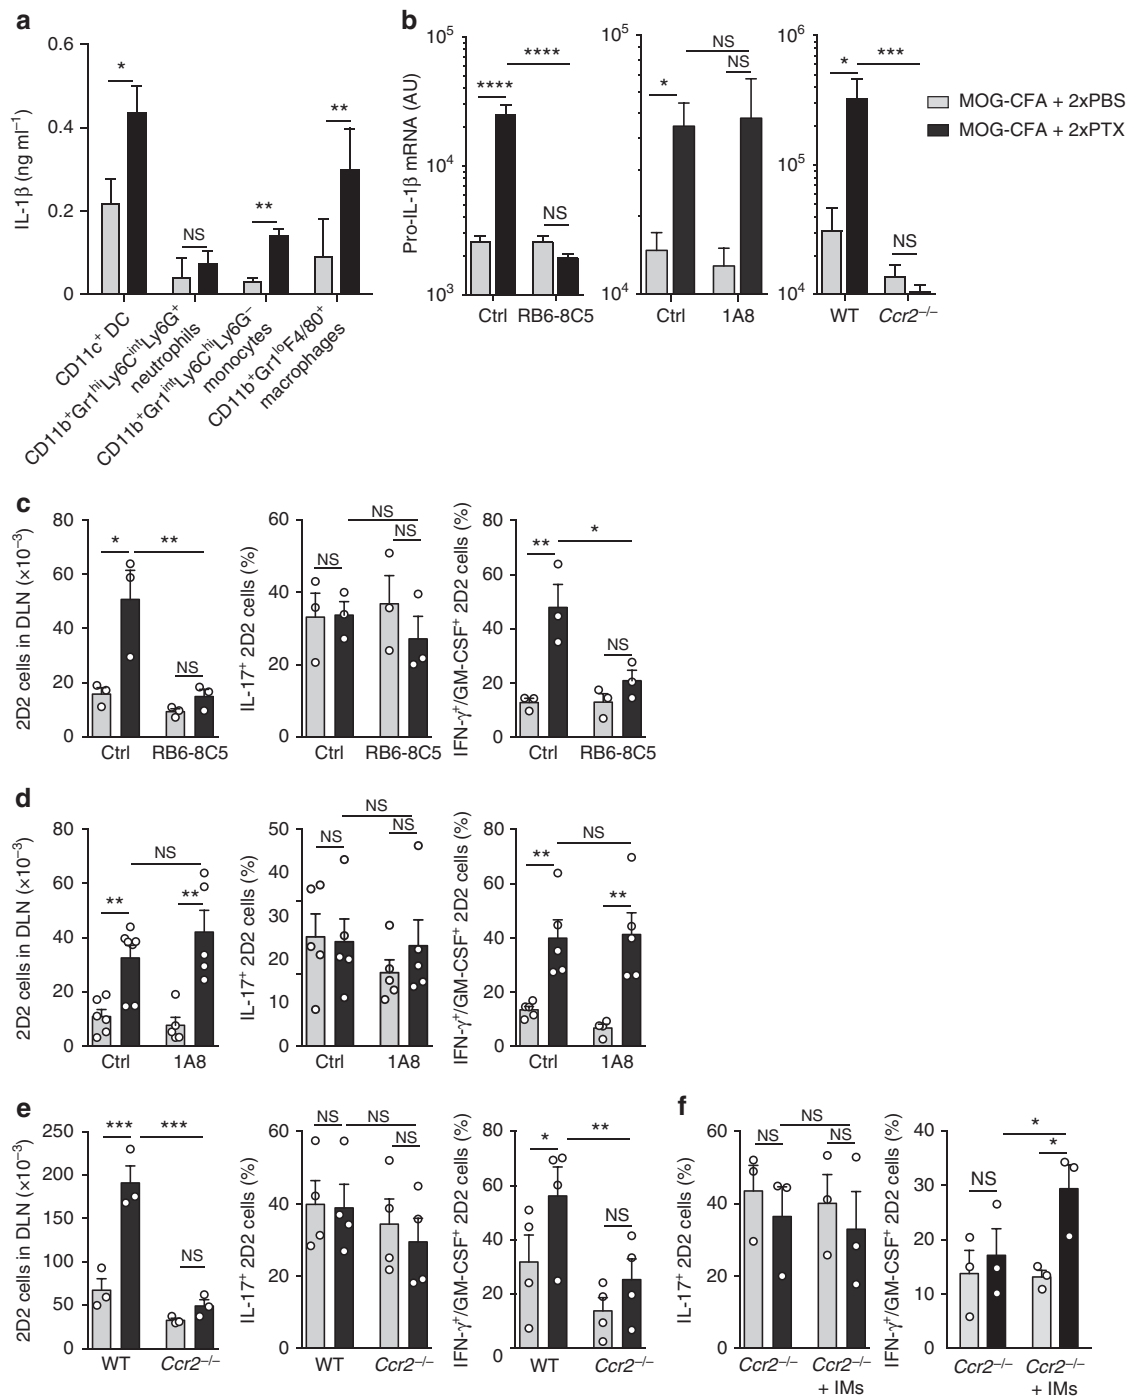 a
IL-1β (ng ml⁻¹)
0.6
0.4
0.2
0
*
NS
**
**
CD11c⁺ DC
CD11b⁺Gr1ʰⁱLy6CⁱⁿᵗLy6G⁺
neutrophils
CD11b⁺Gr1ⁱⁿᵗLy6CʰⁱLy6G⁻
monocytes
CD11b⁺Gr1ˡᵒF4/80⁺
macrophages
b
Pro-IL-1β mRNA (AU)
10⁵
10⁴
10³
****
****
NS
Ctrl RB6-8C5
10⁵
10⁴
*
NS
NS
Ctrl 1A8
10⁶
10⁵
10⁴
*
***
NS
WT Ccr2⁻/⁻
MOG-CFA + 2xPBS
MOG-CFA + 2xPTX
c
2D2 cells in DLN (×10⁻³)
80
60
40
20
0
*
**
NS
Ctrl RB6-8C5
IL-17⁺ 2D2 cells (%)
60
40
20
0
NS
NS
NS
Ctrl RB6-8C5
IFN-γ⁺/GM-CSF⁺ 2D2 cells (%)
80
60
40
20
0
**
*
NS
Ctrl RB6-8C5
d
2D2 cells in DLN (×10⁻³)
80
60
40
20
0
**
NS
**
Ctrl 1A8
IL-17⁺ 2D2 cells (%)
50
40
30
20
10
0
NS
NS
NS
Ctrl 1A8
IFN-γ⁺/GM-CSF⁺ 2D2 cells (%)
80
60
40
20
0
**
NS
**
Ctrl 1A8
e
2D2 cells in DLN (×10⁻³)
250
200
150
100
50
0
***
***
NS
WT Ccr2⁻/⁻
IL-17⁺ 2D2 cells (%)
60
40
20
0
NS
NS
NS
WT Ccr2⁻/⁻
IFN-γ⁺/GM-CSF⁺ 2D2 cells (%)
80
60
40
20
0
*
**
NS
WT Ccr2⁻/⁻
f
IL-17⁺ 2D2 cells (%)
60
40
20
0
NS
NS
NS
Ccr2⁻/⁻ Ccr2⁻/⁻
+ IMs
IFN-γ⁺/GM-CSF⁺ 2D2 cells (%)
40
30
20
10
0
NS
*
*
Ccr2⁻/⁻ Ccr2⁻/⁻
+ IMs